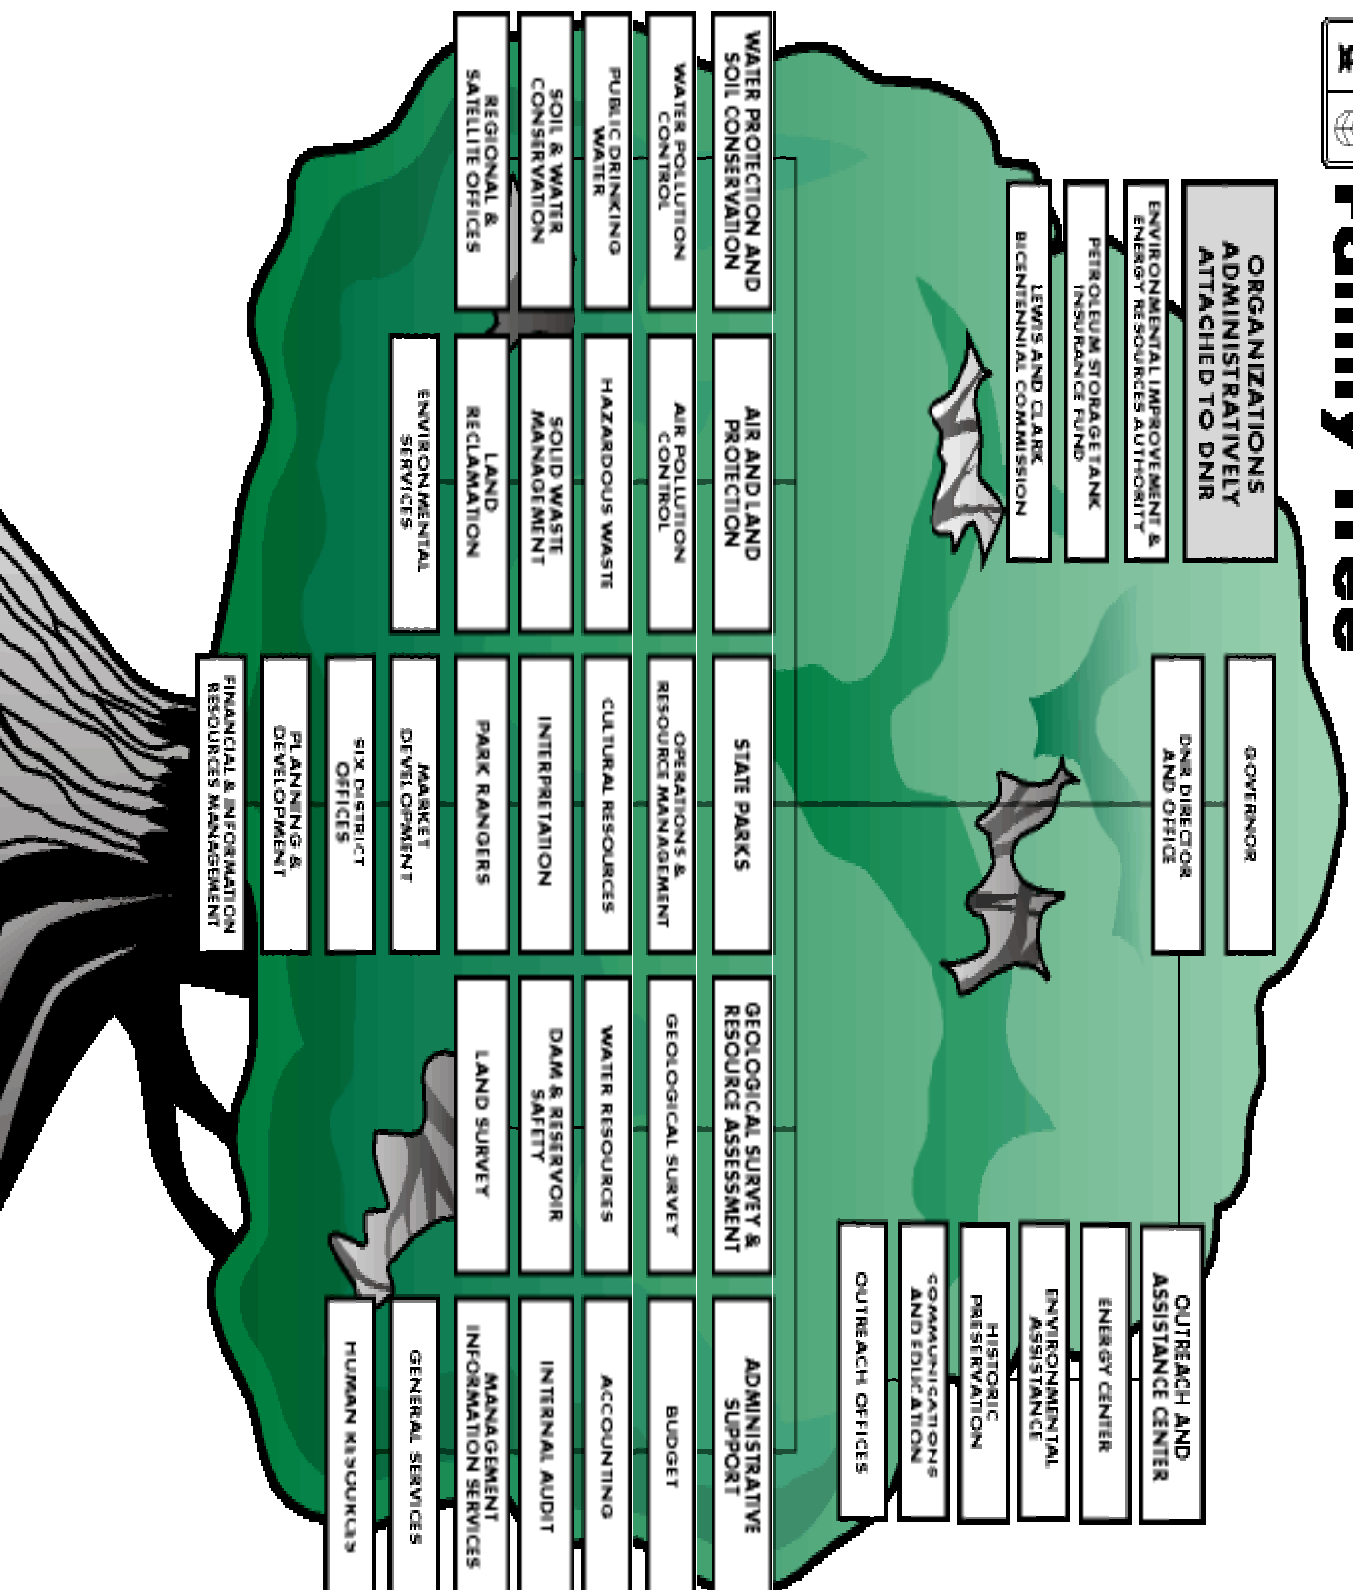 Family Tree
ORGANIZATIONS
ADMINISTRATIVELY
ATTACHED TO DNR
ENVIRONMENTAL IMPROVEMENT &
ENERGY RESOURCES AUTHORITY
PETROLEUM STORAGE TANK
INSURANCE FUND
LEWIS AND CLARK
BICENTENNIAL COMMISSION
GOVERNOR
DNR DIRECTOR
AND OFFICE
OUTREACH AND
ASSISTANCE CENTER
ENERGY CENTER
ENVIRONMENTAL
ASSISTANCE
HISTORIC
PRESERVATION
COMMUNICATIONS
AND EDUCATION
OUTREACH OFFICES
WATER PROTECTION AND
SOIL CONSERVATION
WATER POLLUTION
CONTROL
PUBLIC DRINKING
WATER
SOIL & WATER
CONSERVATION
REGIONAL &
SATELLITE OFFICES
AIR AND LAND
PROTECTION
AIR POLLUTION
CONTROL
HAZARDOUS WASTE
SOLID WASTE
MANAGEMENT
LAND
RECLAMATION
ENVIRONMENTAL
SERVICES
STATE PARKS
OPERATIONS &
RESOURCE MANAGEMENT
CULTURAL RESOURCES
INTERPRETATION
PARK RANGERS
MARKET
DEVELOPMENT
SIX DISTRICT
OFFICES
PLANNING &
DEVELOPMENT
FINANCIAL & INFORMATION
RESOURCES MANAGEMENT
GEOLOGICAL SURVEY &
RESOURCE ASSESSMENT
GEOLOGICAL SURVEY
WATER RESOURCES
DAM & RESERVOIR
SAFETY
LAND SURVEY
ADMINISTRATIVE
SUPPORT
BUDGET
ACCOUNTING
INTERNAL AUDIT
MANAGEMENT
INFORMATION SERVICES
GENERAL SERVICES
HUMAN RESOURCES